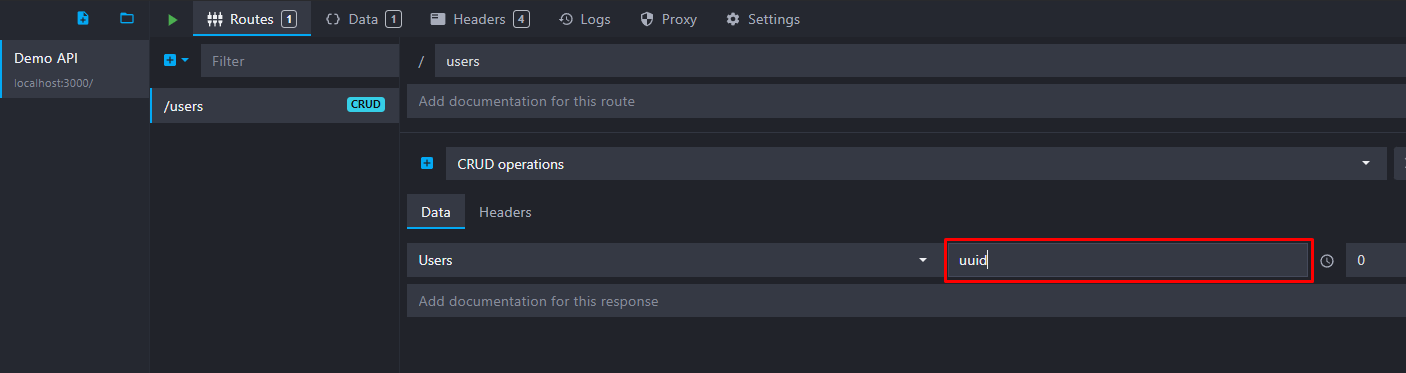 Routes 1 Data 1 Headers 4 Logs Proxy Settings
Demo API
localhost:3000/
Filter
/users CRUD
/ users
Add documentation for this route
CRUD operations
Data Headers
Users uuid 0
Add documentation for this response